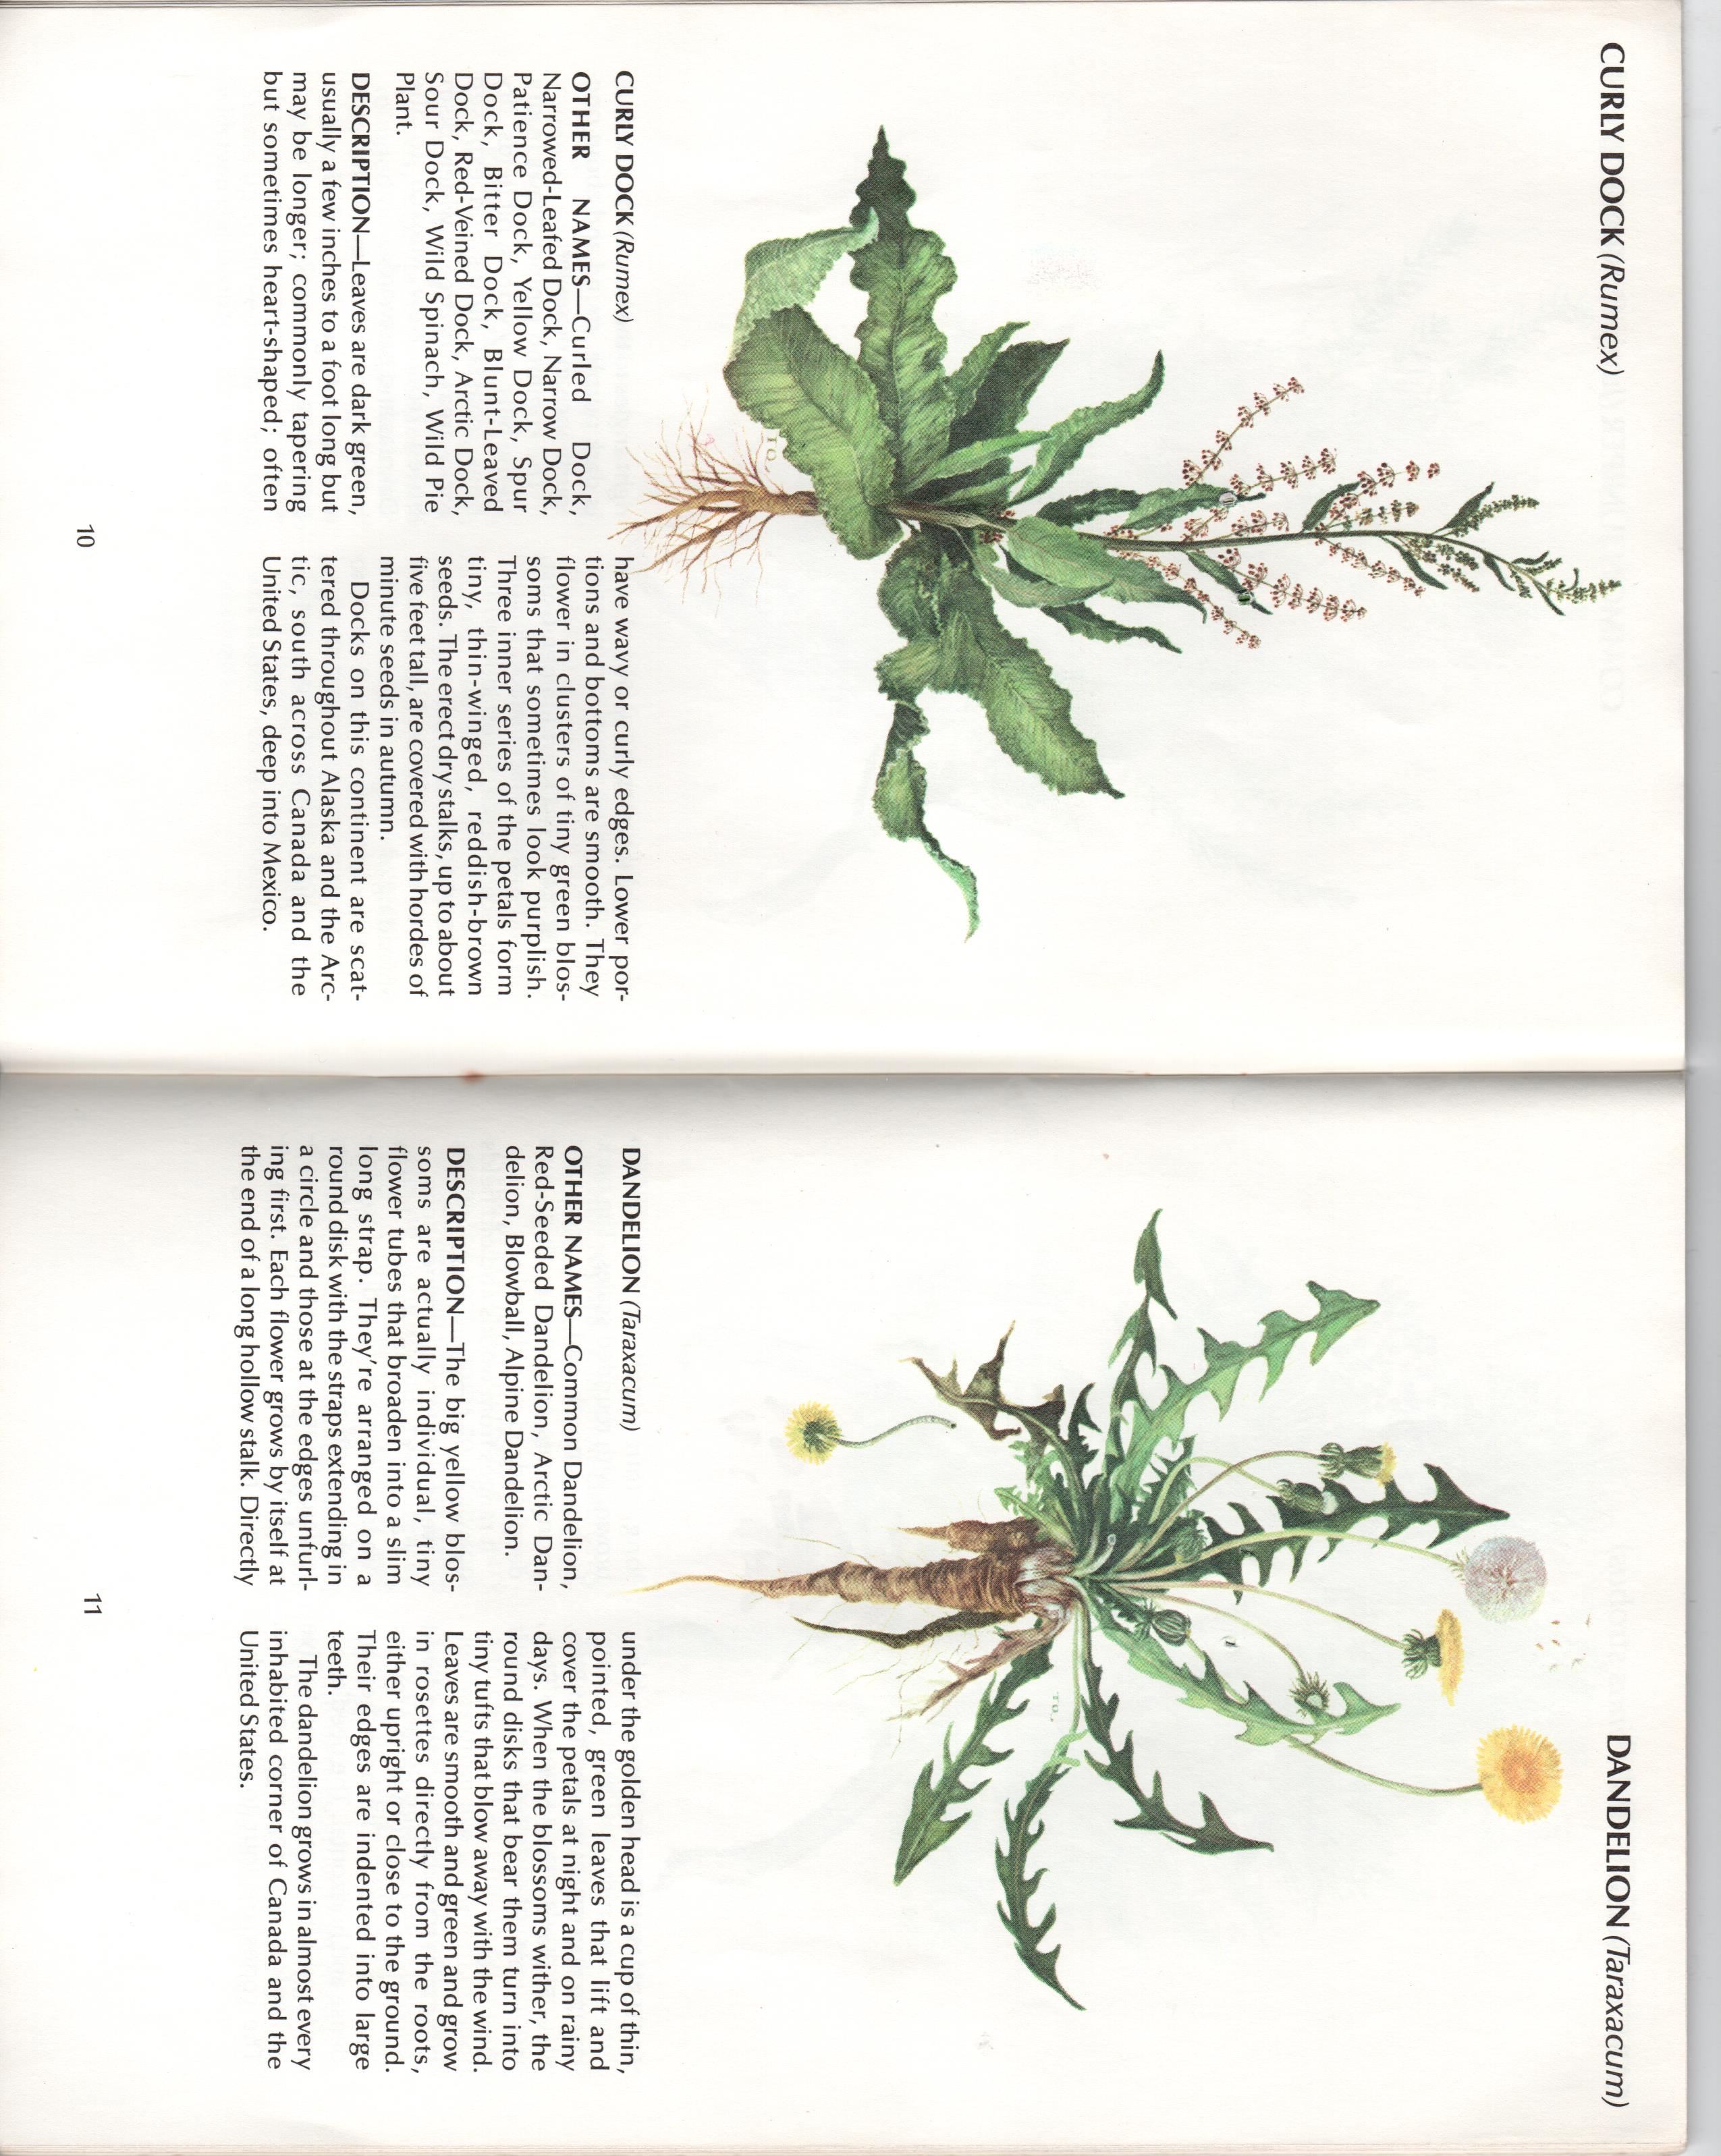 CURLY DOCK (Rumex)
TO.
CURLY DOCK (Rumex)
OTHER NAMES—Curled Dock,
Narrowed-Leafed Dock, Narrow Dock,
Patience Dock, Yellow Dock, Spur
Dock, Bitter Dock, Blunt-Leaved
Dock, Red-Veined Dock, Arctic Dock,
Sour Dock, Wild Spinach, Wild Pie
Plant.
DESCRIPTION—Leaves are dark green,
usually a few inches to a foot long but
may be longer; commonly tapering
but sometimes heart-shaped; often
have wavy or curly edges. Lower por-
tions and bottoms are smooth. They
flower in clusters of tiny green blos-
soms that sometimes look purplish.
Three inner series of the petals form
tiny, thin-winged, reddish-brown
seeds. The erect dry stalks, up to about
five feet tall, are covered with hordes of
minute seeds in autumn.
Docks on this continent are scat-
tered throughout Alaska and the Arc-
tic, south across Canada and the
United States, deep into Mexico.
10
DANDELION (Taraxacum)
TO.
DANDELION (Taraxacum)
OTHER NAMES—Common Dandelion,
Red-Seeded Dandelion, Arctic Dan-
delion, Blowball, Alpine Dandelion.
DESCRIPTION—The big yellow blos-
soms are actually individual, tiny
flower tubes that broaden into a slim
long strap. They're arranged on a
round disk with the straps extending in
a circle and those at the edges unfurl-
ing first. Each flower grows by itself at
the end of a long hollow stalk. Directly
under the golden head is a cup of thin,
pointed, green leaves that lift and
cover the petals at night and on rainy
days. When the blossoms wither, the
round disks that bear them turn into
tiny tufts that blow away with the wind.
Leaves are smooth and green and grow
in rosettes directly from the roots,
either upright or close to the ground.
Their edges are indented into large
teeth.
The dandelion grows in almost every
inhabited corner of Canada and the
United States.
11